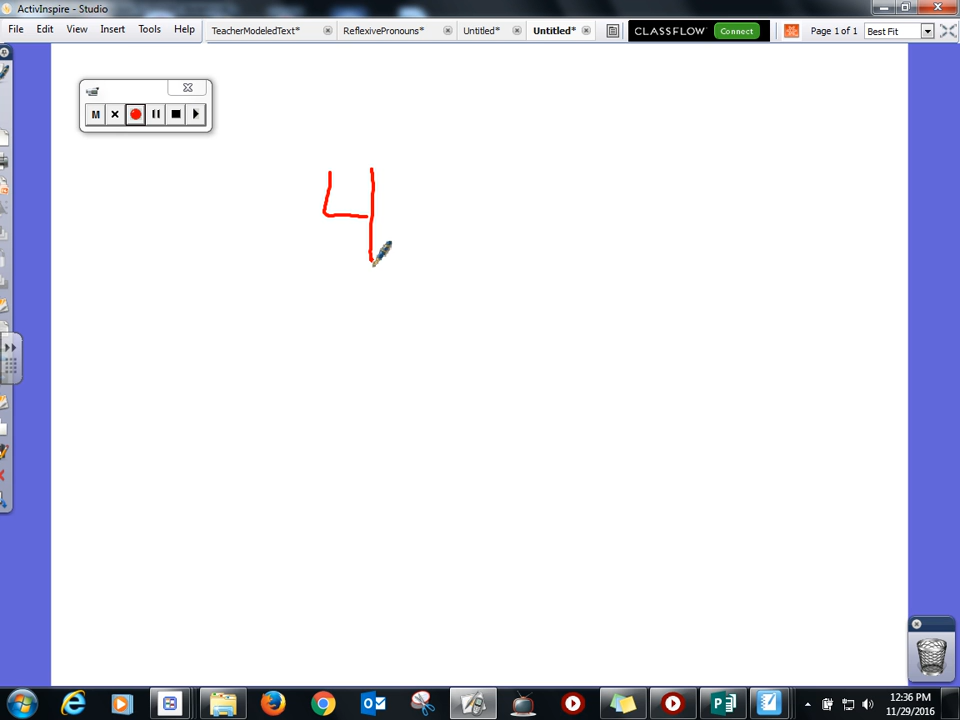 ActivInspire - Studio
File Edit View Insert Tools Help TeacherModeledText* ReflexivePronouns* Untitled* Untitled* CLASSFLOW Connect Page 1 of 1 Best Fit
M
4
12:36 PM
11/29/2016